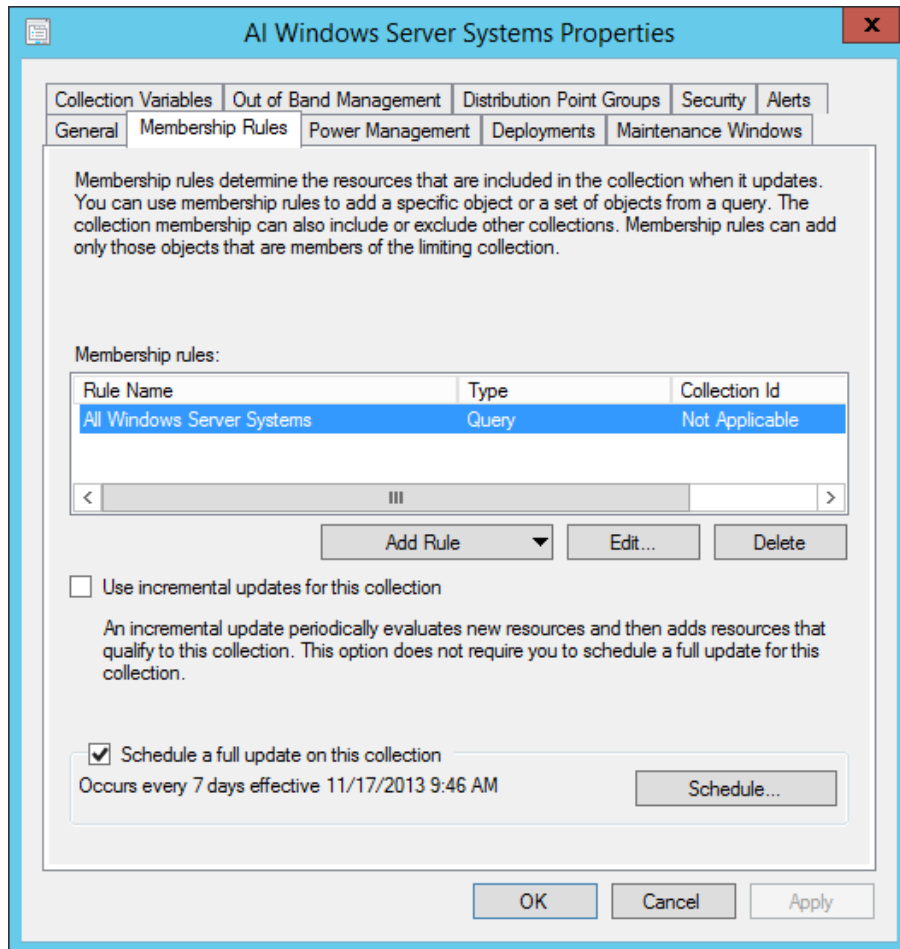 AI Windows Server Systems Properties
x
Collection Variables Out of Band Management Distribution Point Groups Security Alerts
General Membership Rules Power Management Deployments Maintenance Windows
Membership rules determine the resources that are included in the collection when it updates.
You can use membership rules to add a specific object or a set of objects from a query. The
collection membership can also include or exclude other collections. Membership rules can add
only those objects that are members of the limiting collection.
Membership rules:
Rule Name Type Collection Id
All Windows Server Systems Query Not Applicable
Add Rule Edit... Delete
Use incremental updates for this collection
An incremental update periodically evaluates new resources and then adds resources that
qualify to this collection. This option does not require you to schedule a full update for this
collection.
Schedule a full update on this collection
Occurs every 7 days effective 11/17/2013 9:46 AM
Schedule...
OK Cancel Apply